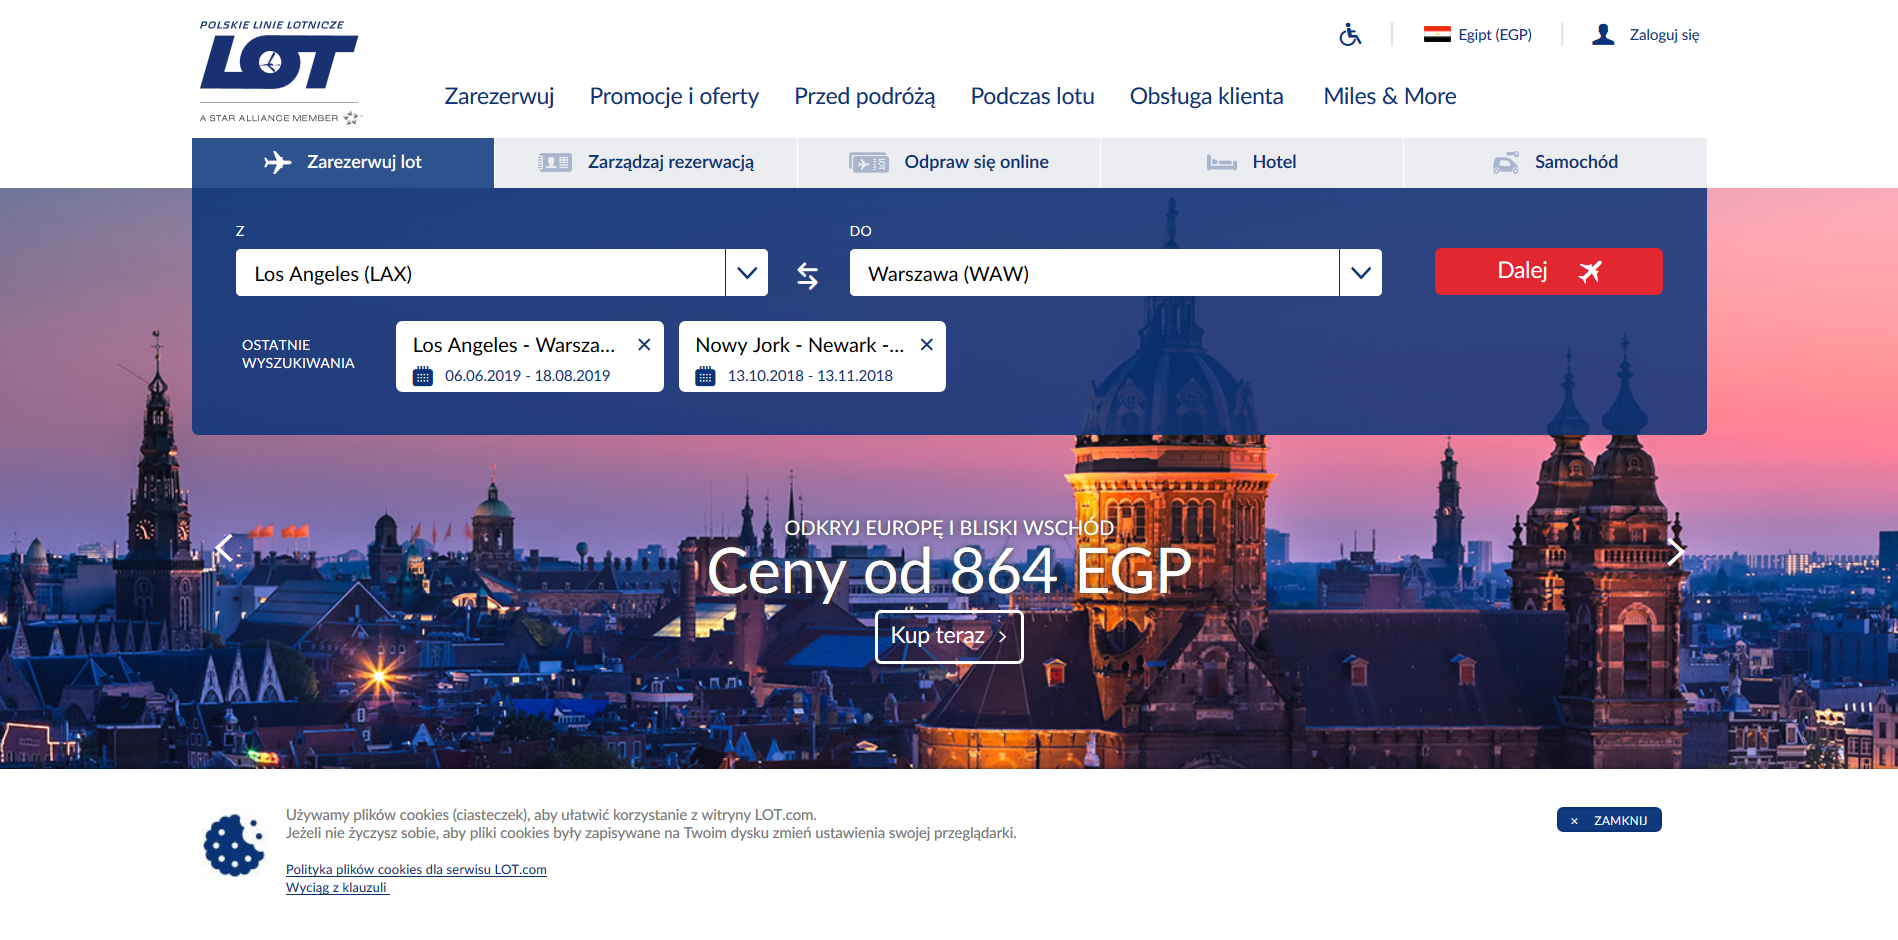 POLSKIE LINIE LOTNICZE
LOT
A STAR ALLIANCE MEMBER
Egipt (EGP)
Zaloguj się
Zarezerwuj
Promocje i oferty
Przed podróżą
Podczas lotu
Obsługa klienta
Miles & More
Zarezerwuj lot
Zarządzaj rezerwacją
Odpraw się online
Hotel
Samochód
Z
DO
Los Angeles (LAX)
Warszawa (WAW)
Dalej
OSTATNIE
WYSZUKIWANIA
Los Angeles - Warsza...
06.06.2019 - 18.08.2019
Nowy Jork - Newark -...
13.10.2018 - 13.11.2018
ODKRYJ EUROPĘ I BLISKI WSCHÓD
Ceny od 864 EGP
Kup teraz
Używamy plików cookies (ciasteczek), aby ułatwić korzystanie z witryny LOT.com.
Jeżeli nie życzysz sobie, aby pliki cookies były zapisywane na Twoim dysku zmień ustawienia swojej przeglądarki.
× ZAMKNIJ
Polityka plików cookies dla serwisu LOT.com
Wyciąg z klauzuli